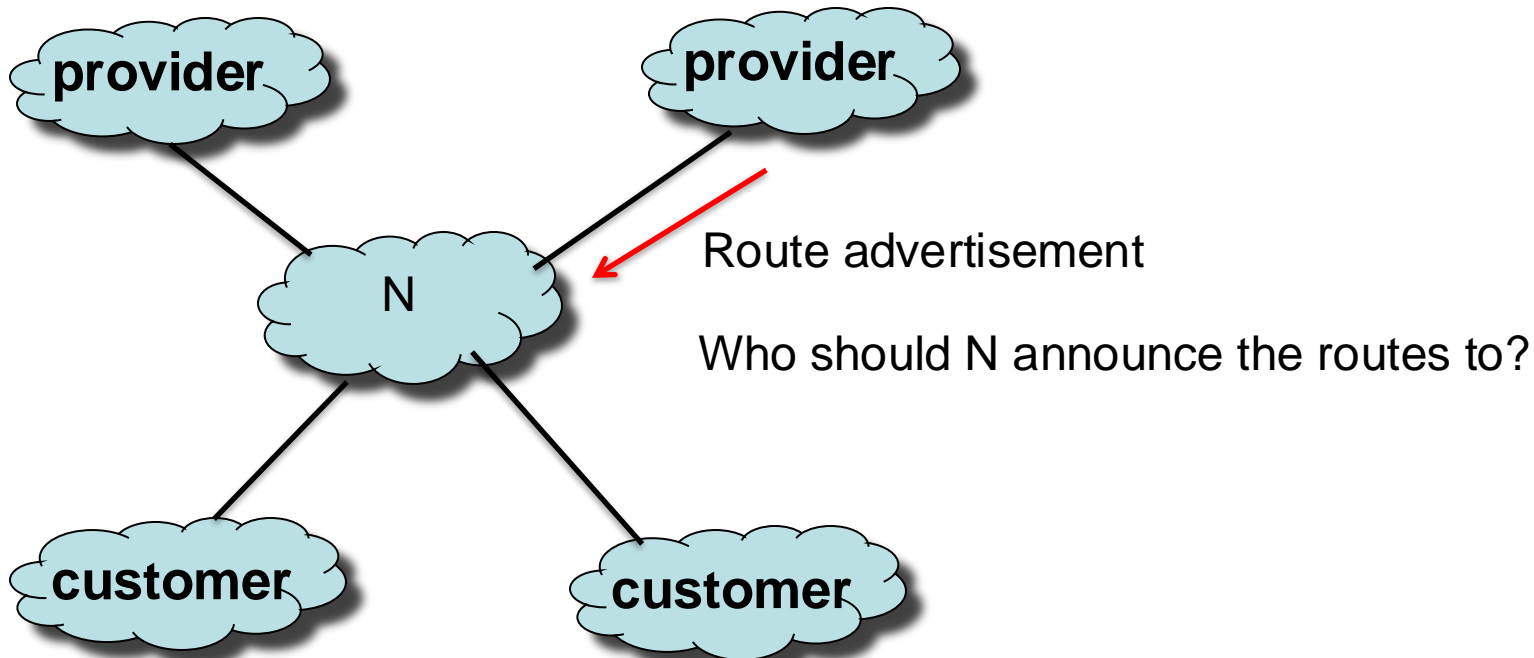 provider
provider
Route advertisement
N
Who should N announce the routes to?
customer
customer